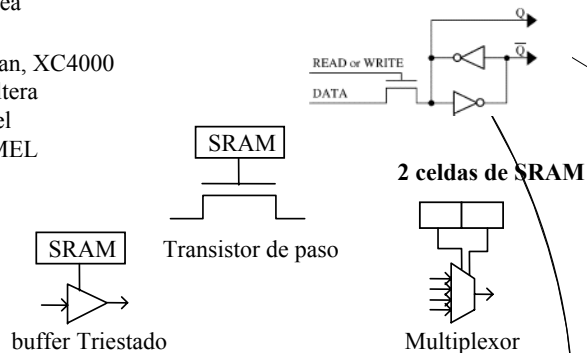 ea
an, XC4000
tera
el
MEL
Q
Q
READ or WRITE
DATA
SRAM
2 celdas de SRAM
SRAM
Transistor de paso
buffer Triestado
Multiplexor